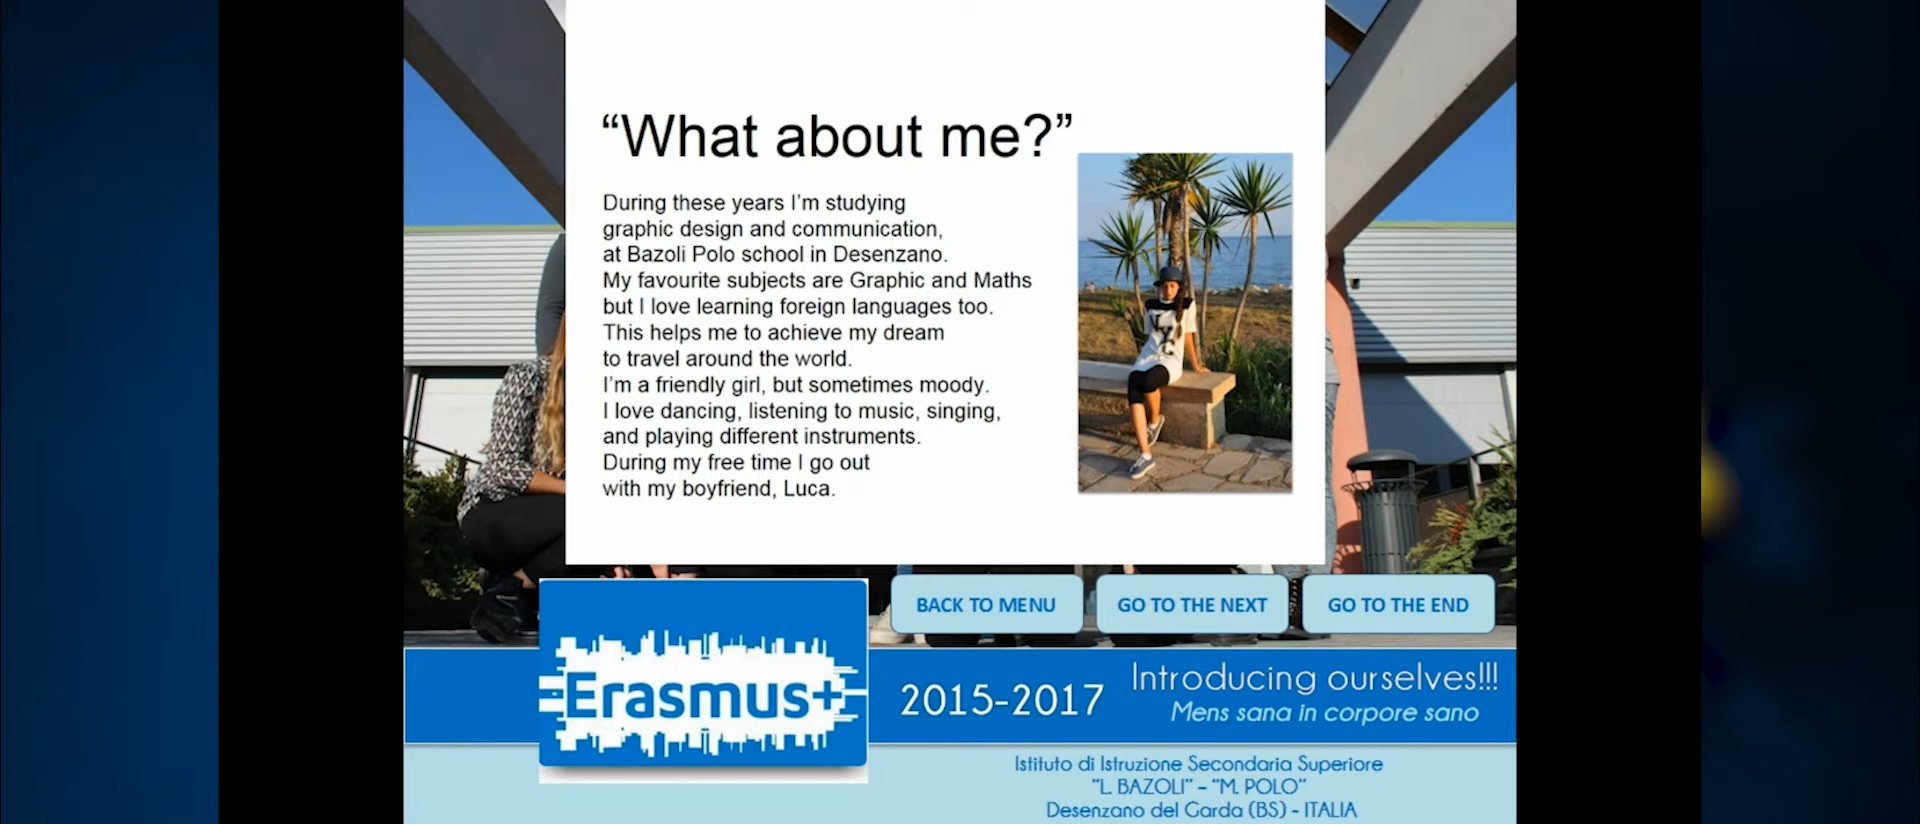 “What about me?”
During these years I’m studying
graphic design and communication,
at Bazoli Polo school in Desenzano.
My favourite subjects are Graphic and Maths
but I love learning foreign languages too.
This helps me to achieve my dream
to travel around the world.
I’m a friendly girl, but sometimes moody.
I love dancing, listening to music, singing,
and playing different instruments.
During my free time I go out
with my boyfriend, Luca.
BACK TO MENU
GO TO THE NEXT
GO TO THE END
Erasmus+
2015-2017
Introducing ourselves!!!
Mens sana in corpore sano
Istituto di Istruzione Secondaria Superiore
“L. BAZOLI” - “M. POLO”
Desenzano del Garda (BS) - ITALIA